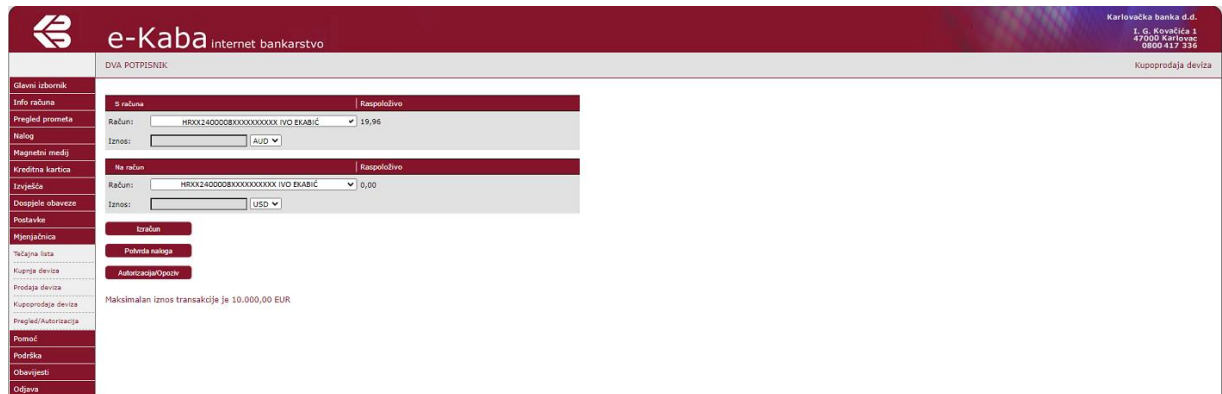 Karlovačka banka d.d.
I. G. Kovačića 1
47000 Karlovac
0800 417 336
e-Kaba internet bankarstvo
DVA POTPISNIK
Kupoprodaja deviza
Glavni izbornik
Info računa
Pregled prometa
Nalog
Magnetni medij
Kreditna kartica
Izvješća
Dospjele obaveze
Postavke
Mjenjačnica
Tečajna lista
Kupnja deviza
Prodaja deviza
Kupoprodaja deviza
Pregled/Autorizacija
Pomoć
Podrška
Obavijesti
Odjava
S računa Raspoloživo
Račun: HRXX2400008XXXXXXXXXX IVO EKABIĆ 19,96
Iznos: AUD
Na račun Raspoloživo
Račun: HRXX2400008XXXXXXXXXX IVO EKABIĆ 0,00
Iznos: USD
Izračun
Potvrda naloga
Autorizacija/Opoziv
Maksimalan iznos transakcije je 10.000,00 EUR